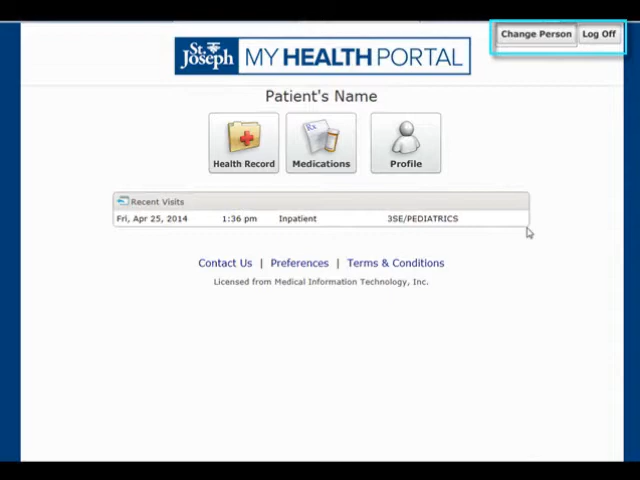 Change Person Log Off
St. Joseph MY HEALTH PORTAL
Patient's Name
Rx
Health Record Medications Profile
Recent Visits
Fri, Apr 25, 2014 1:36 pm Inpatient 3SE/PEDIATRICS
Contact Us | Preferences | Terms & Conditions
Licensed from Medical Information Technology, Inc.